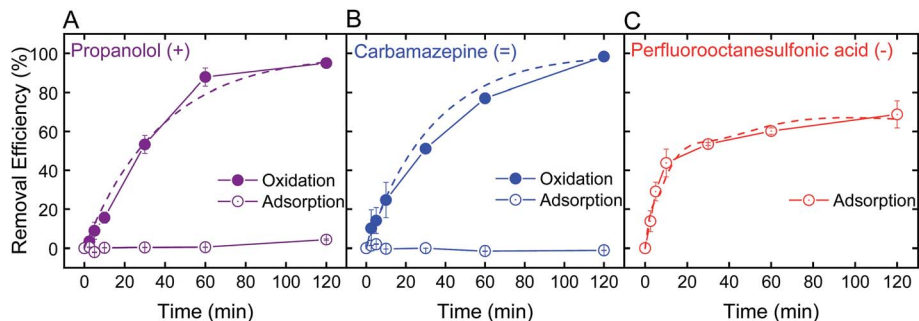 A
B
C
Propanolol (+)
Carbamazepine (=)
Perfluorooctanesulfonic acid (-)
Removal Efficiency (%)
100
80
60
40
20
0
Oxidation
Adsorption
Oxidation
Adsorption
Adsorption
0 20 40 60 80 100 120
0 20 40 60 80 100 120
0 20 40 60 80 100 120
Time (min)
Time (min)
Time (min)